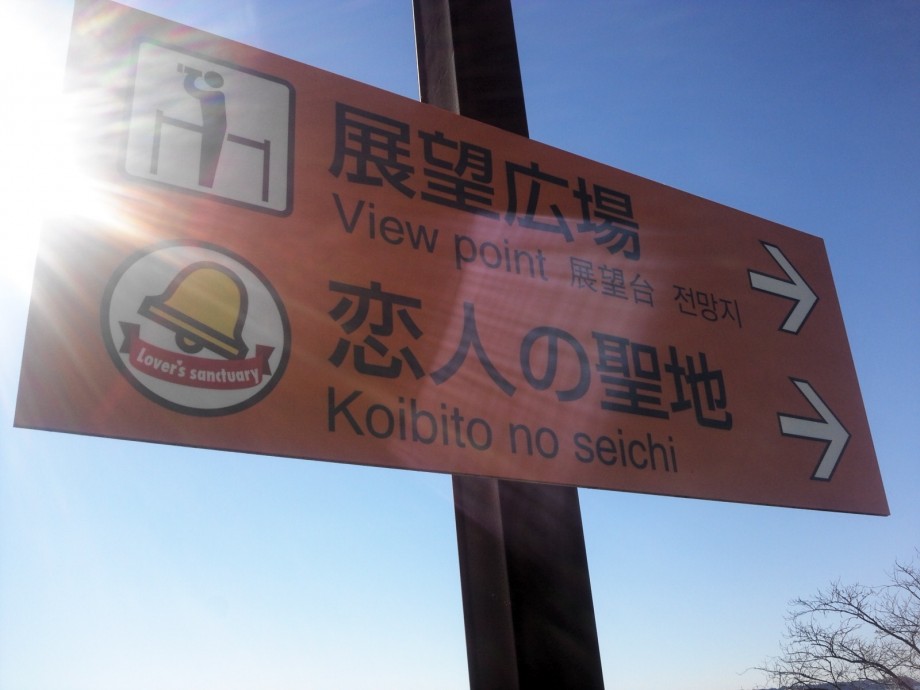 展望広場
View point 展望台 전망지
恋人の聖地
Lover's sanctuary
Koibito no seichi